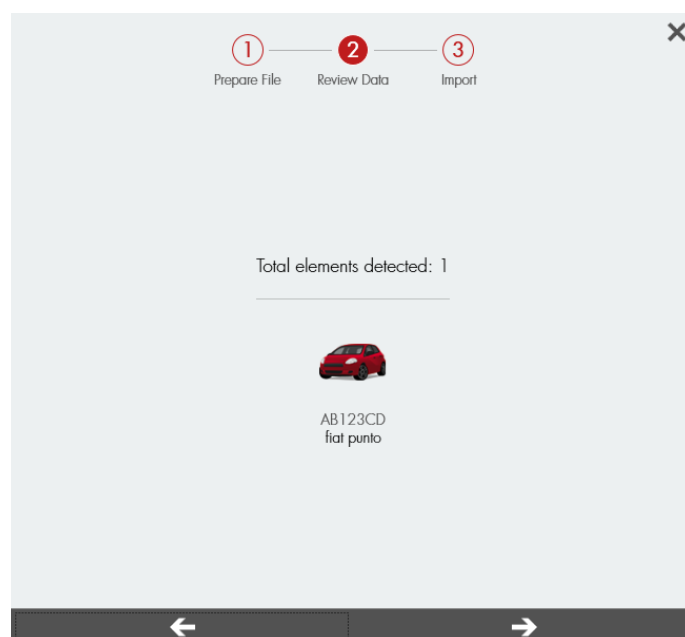 1
2
3
Prepare File
Review Data
Import
Total elements detected: 1
AB123CD
fiat punto